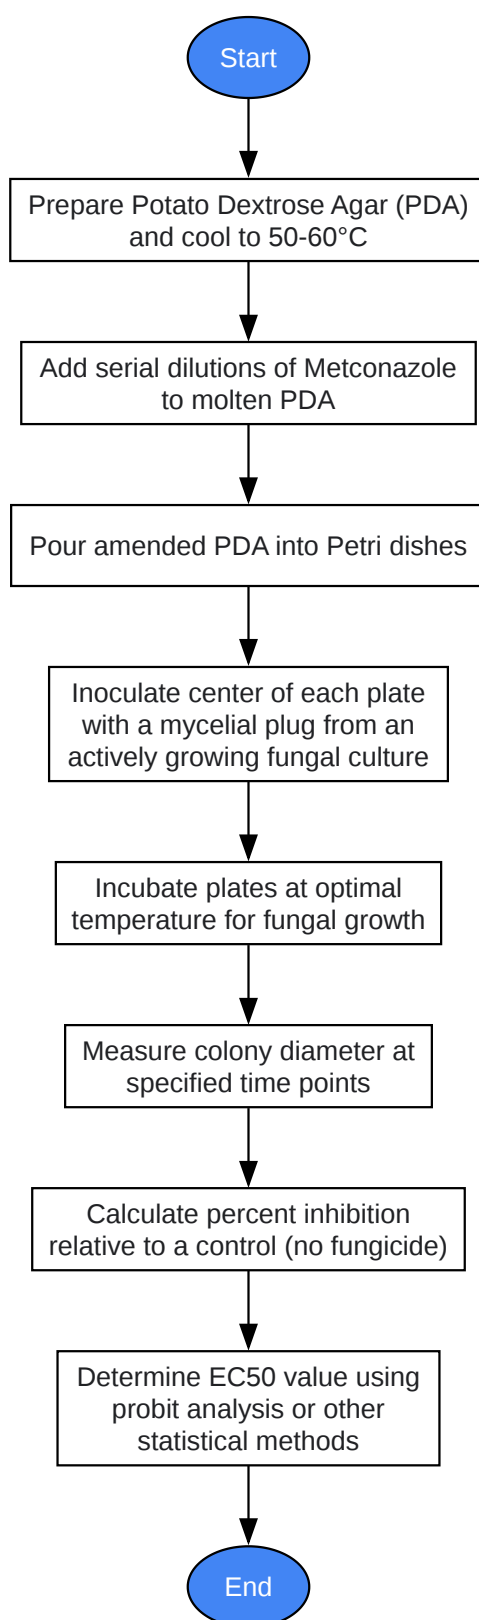 Start
Prepare Potato Dextrose Agar (PDA)
and cool to 50-60°C
Add serial dilutions of Metconazole
to molten PDA
Pour amended PDA into Petri dishes
Inoculate center of each plate
with a mycelial plug from an
actively growing fungal culture
Incubate plates at optimal
temperature for fungal growth
Measure colony diameter at
specified time points
Calculate percent inhibition
relative to a control (no fungicide)
Determine EC50 value using
probit analysis or other
statistical methods
End